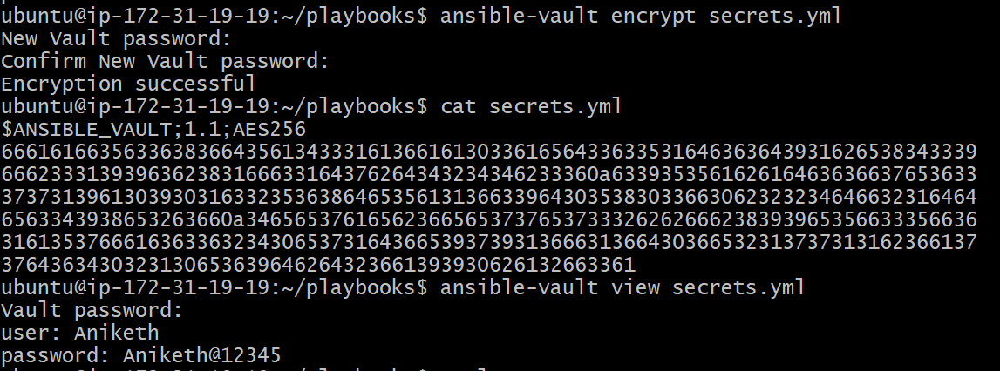 ubuntu@ip-172-31-19-19:~/playbooks$ ansible-vault encrypt secrets.yml
New Vault password:
Confirm New Vault password:
Encryption successful
ubuntu@ip-172-31-19-19:~/playbooks$ cat secrets.yml
$ANSIBLE_VAULT;1.1;AES256
66616166356336383664356134333161366161303361656433633531646363643931626538343339
6662333139396362383166633164376264343234346233360a633935356162616463636637653633
37373139613039303163323536386465356131366339643035383033663062323234646632316464
6563343938653263660a346565376165623665653737653733326262666238393965356633356636
31613537666163633632343065373164366539373931366631366430366532313737313162366137
3764363430323130653639646264323661393930626132663361
ubuntu@ip-172-31-19-19:~/playbooks$ ansible-vault view secrets.yml
Vault password:
user: Aniketh
password: Aniketh@12345